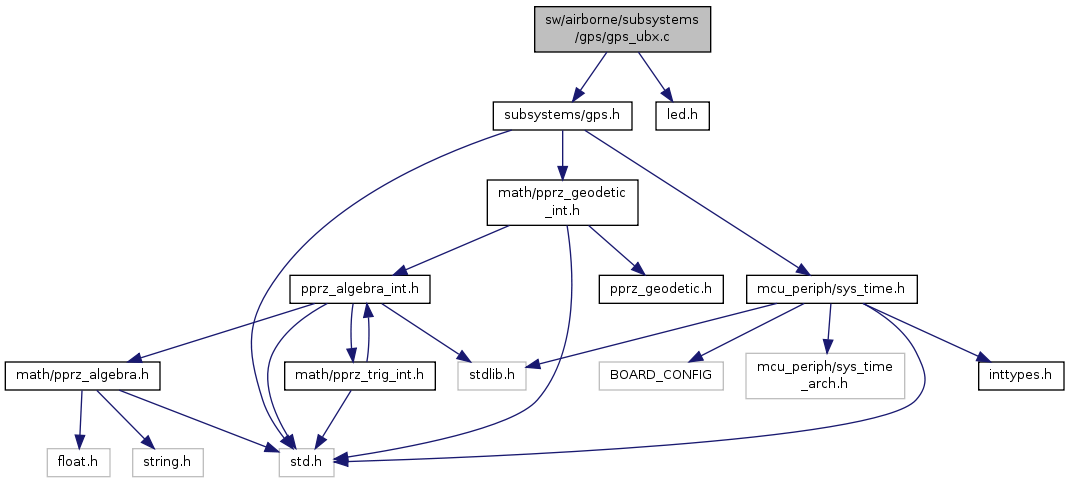 sw/airborne/subsystems
/gps/gps_ubx.c
subsystems/gps.h
led.h
math/pprz_geodetic
_int.h
pprz_algebra_int.h
pprz_geodetic.h
mcu_periph/sys_time.h
math/pprz_algebra.h
math/pprz_trig_int.h
stdlib.h
BOARD_CONFIG
mcu_periph/sys_time
_arch.h
inttypes.h
float.h
string.h
std.h